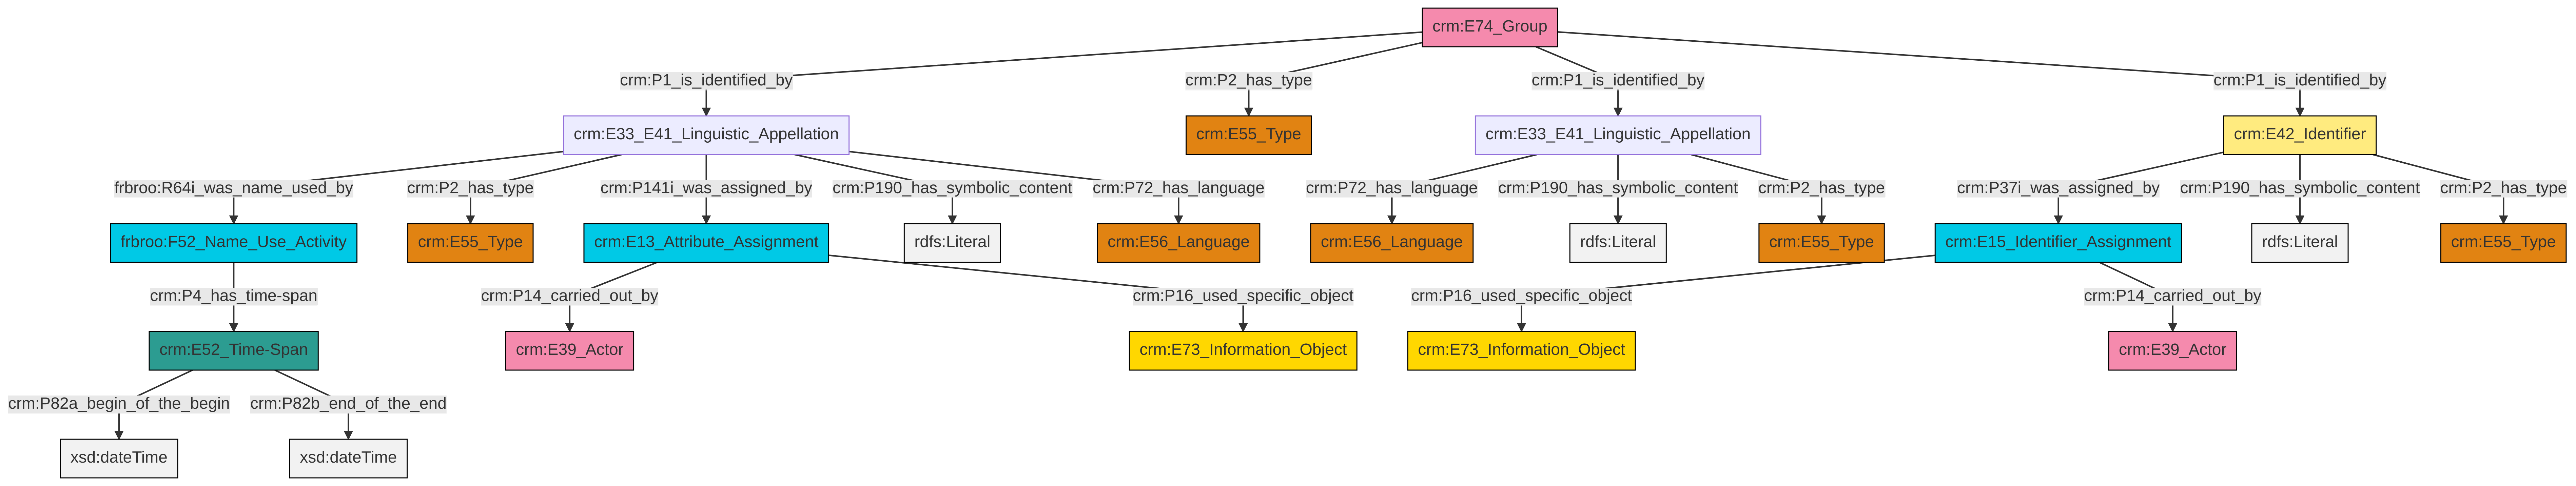 crm:E74_Group
crm:P1_is_identified_by
crm:P2_has_type
crm:P1_is_identified_by
crm:P1_is_identified_by
crm:E33_E41_Linguistic_Appellation
crm:E55_Type
crm:E33_E41_Linguistic_Appellation
crm:E42_Identifier
frbroo:R64i_was_name_used_by
crm:P2_has_type
crm:P141i_was_assigned_by
crm:P190_has_symbolic_content
crm:P72_has_language
crm:P72_has_language
crm:P190_has_symbolic_content
crm:P2_has_type
crm:P37i_was_assigned_by
crm:P190_has_symbolic_content
crm:P2_has_type
frbroo:F52_Name_Use_Activity
crm:E55_Type
crm:E13_Attribute_Assignment
rdfs:Literal
crm:E56_Language
crm:E56_Language
rdfs:Literal
crm:E55_Type
crm:E15_Identifier_Assignment
rdfs:Literal
crm:E55_Type
crm:P4_has_time-span
crm:P14_carried_out_by
crm:P16_used_specific_object
crm:P16_used_specific_object
crm:P14_carried_out_by
crm:E52_Time-Span
crm:E39_Actor
crm:E73_Information_Object
crm:E73_Information_Object
crm:E39_Actor
crm:P82a_begin_of_the_begin
crm:P82b_end_of_the_end
xsd:dateTime
xsd:dateTime